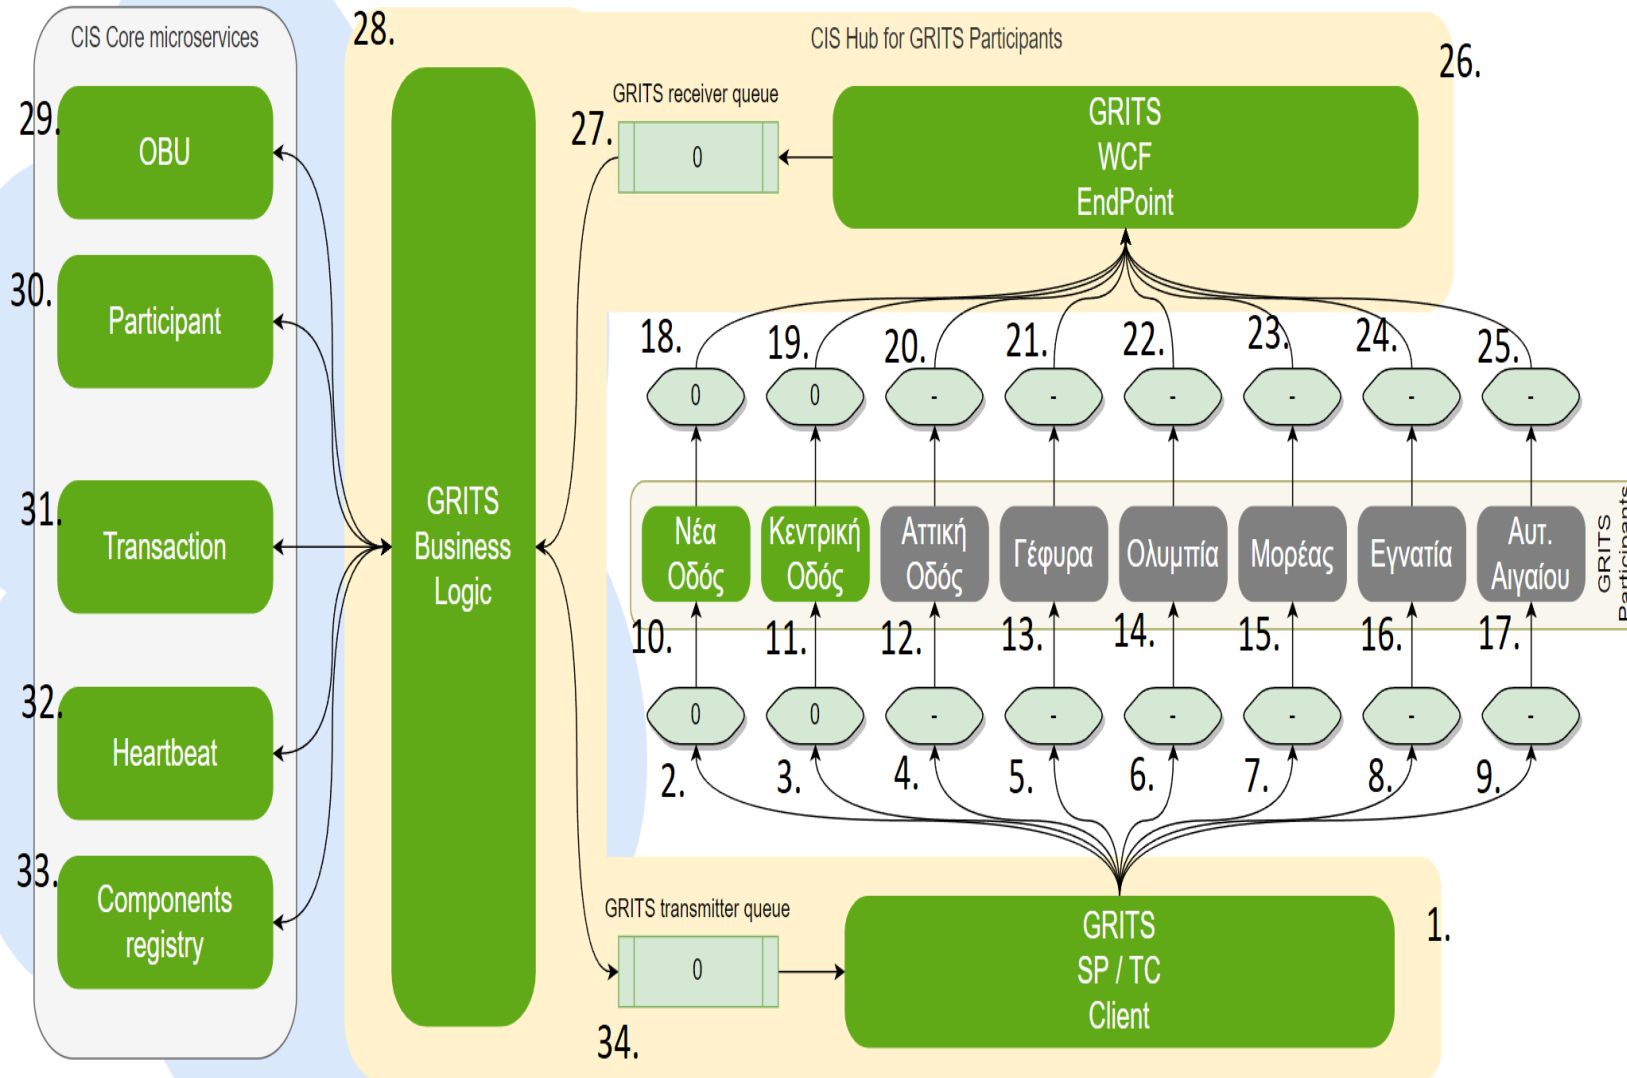 CIS Core microservices
28.
CIS Hub for GRITS Participants
26.
29.
OBU
30.
Participant
31.
Transaction
32.
Heartbeat
33.
Components
registry
GRITS
Business
Logic
GRITS receiver queue
27.
0
GRITS
WCF
EndPoint
18.
19.
20.
21.
22.
23.
24.
25.
0
0
-
-
-
-
-
-
Νέα
Οδός
Κεντρική
Οδός
Αττική
Οδός
Γέφυρα
Ολυμπία
Μορέας
Εγνατία
Αυτ.
Αιγαίου
GRITS
Participants
10.
11.
12.
13.
14.
15.
16.
17.
0
0
-
-
-
-
-
-
2.
3.
4.
5.
6.
7.
8.
9.
GRITS transmitter queue
0
34.
GRITS
SP / TC
Client
1.